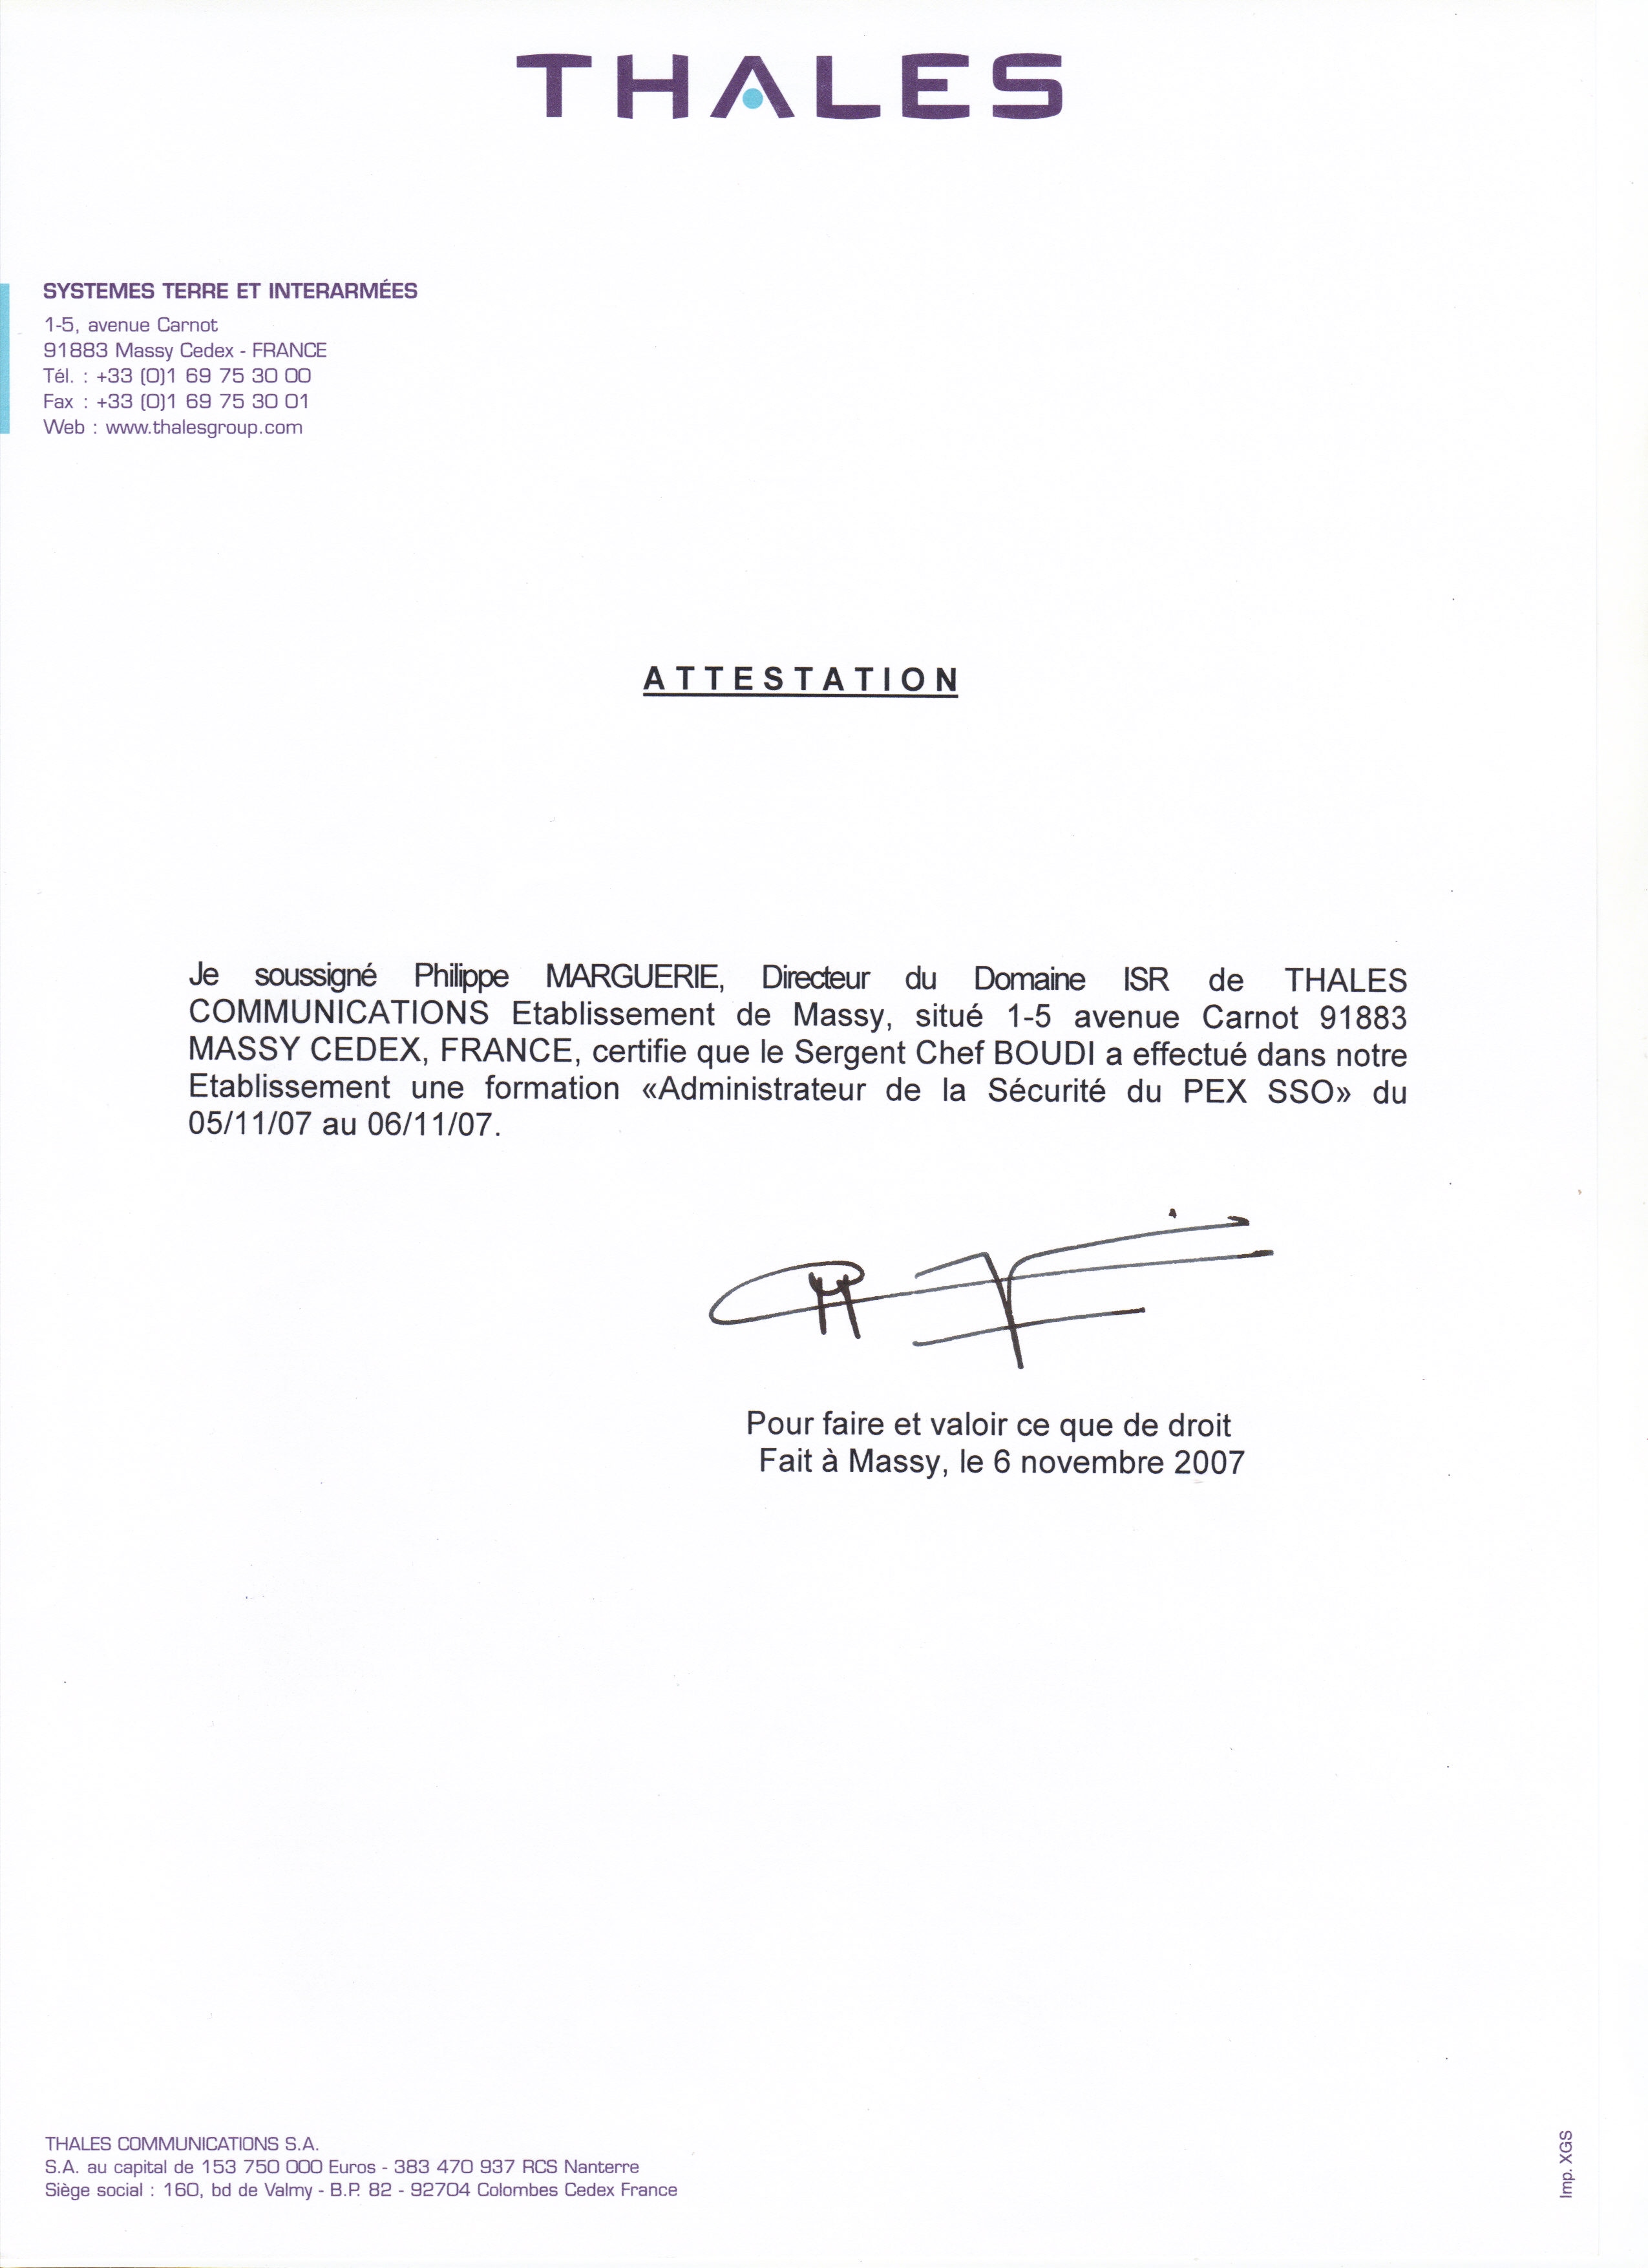 THALES
SYSTEMES TERRE ET INTERARMÉES
1-5, avenue Carnot
91883 Massy Cedex - FRANCE
Tél. : +33 (0)1 69 75 30 00
Fax : +33 (0)1 69 75 30 01
Web : www.thalesgroup.com
ATTESTATION
Je soussigné Philippe MARGUERIE, Directeur du Domaine ISR de THALES
COMMUNICATIONS Etablissement de Massy, situé 1-5 avenue Carnot 91883
MASSY CEDEX, FRANCE, certifie que le Sergent Chef BOUDI a effectué dans notre
Etablissement une formation «Administrateur de la Sécurité du PEX SSO» du
05/11/07 au 06/11/07.
Pour faire et valoir ce que de droit
Fait à Massy, le 6 novembre 2007
THALES COMMUNICATIONS S.A.
S.A. au capital de 153 750 000 Euros - 383 470 937 RCS Nanterre
Siège social : 160, bd de Valmy - B.P. 82 - 92704 Colombes Cedex France
Imp. XGS